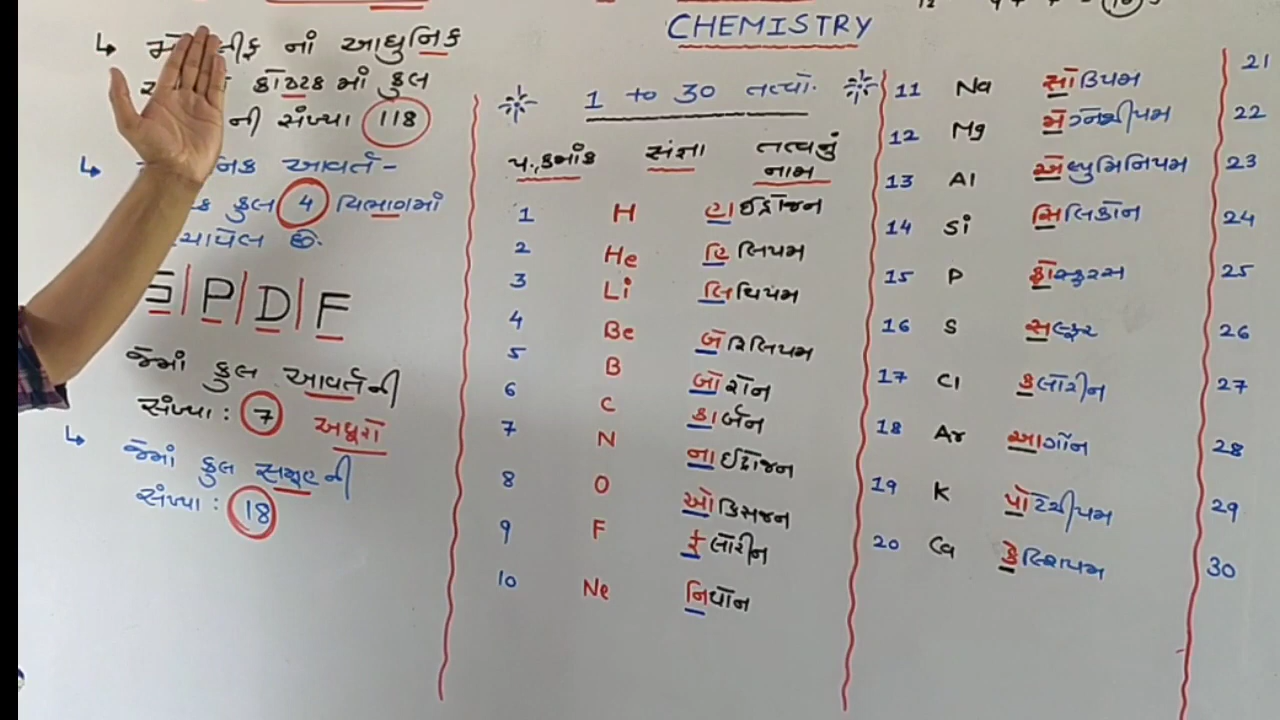 CHEMISTRY
↳ નાં આધુનિક
કોષ્ટક માં કુલ
ની સંખ્યા 118
↳ આવર્ત-
કુલ 4 વિભાગમાં
છે.
S | P | D | F
જેમાં કુલ આવર્તની
સંખ્યા : 7 અધૂરો
↳ જેમાં કુલ સમૂહની
સંખ્યા : 18
1 to 30 તત્વો.
પ.ક્રમાંક સંજ્ઞા તત્વનું નામ
1 H હાઈડ્રોજન
2 He હિલિયમ
3 Li લિથિયમ
4 Be બેરિલિયમ
5 B બોરોન
6 C કાર્બન
7 N નાઈટ્રોજન
8 O ઓક્સિજન
9 F ફ્લોરીન
10 Ne નિયોન
11 Na સોડિયમ
12 Mg મેગ્નેશીયમ
13 Al એલ્યુમિનિયમ
14 Si સિલિકોન
15 P ફોસ્ફરસ
16 S સલ્ફર
17 Cl ક્લોરીન
18 Ar આર્ગોન
19 K પોટેશીયમ
20 Ca કેલ્શિયમ
21
22
23
24
25
26
27
28
29
30